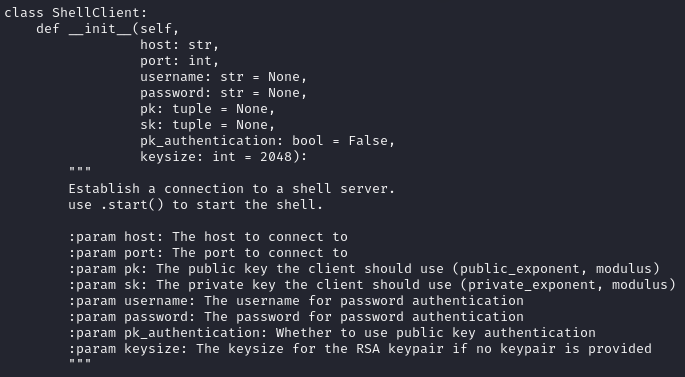 class ShellClient:
    def __init__(self,
                 host: str,
                 port: int,
                 username: str = None,
                 password: str = None,
                 pk: tuple = None,
                 sk: tuple = None,
                 pk_authentication: bool = False,
                 keysize: int = 2048):
        """
        Establish a connection to a shell server.
        use .start() to start the shell.

        :param host: The host to connect to
        :param port: The port to connect to
        :param pk: The public key the client should use (public_exponent, modulus)
        :param sk: The private key the client should use (private_exponent, modulus)
        :param username: The username for password authentication
        :param password: The password for password authentication
        :param pk_authentication: Whether to use public key authentication
        :param keysize: The keysize for the RSA keypair if no keypair is provided
        """